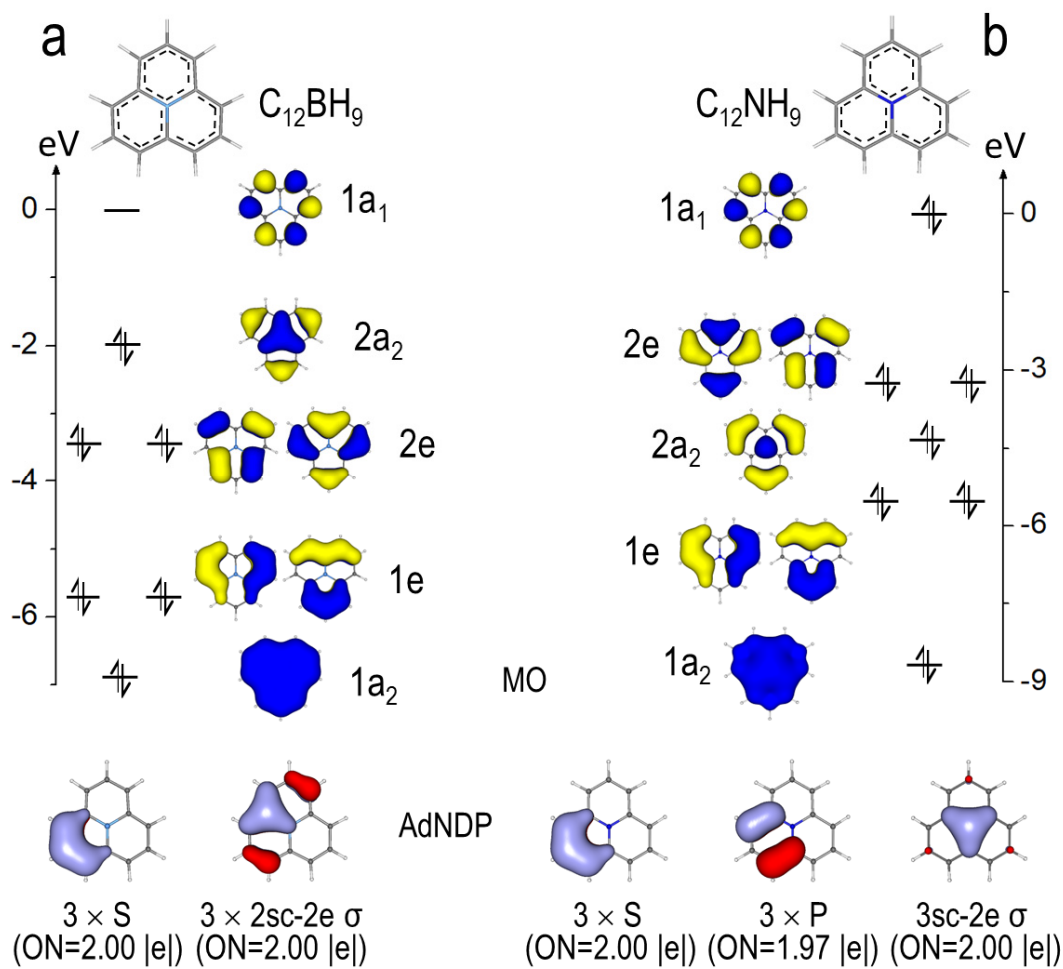 a
b
C₁₂BH₉
C₁₂NH₉
eV
eV
0
1a₁
1a₁
0
-2
2a₂
2e
-3
2e
2a₂
-4
1e
1e
-6
-6
1a₂
MO
1a₂
-9
AdNDP
3 × S
3 × 2sc-2e σ
3 × S
3 × P
3sc-2e σ
(ON=2.00 |e|)
(ON=2.00 |e|)
(ON=2.00 |e|)
(ON=1.97 |e|)
(ON=2.00 |e|)